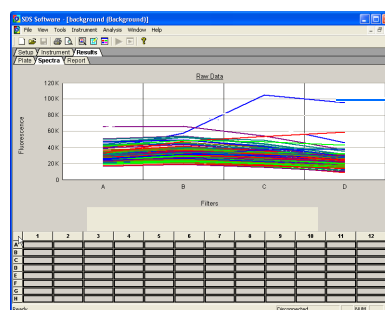 SDS Software - [background (Background)]
File View Tools Instrument Analysis Window Help
Setup Instrument Results
Plate Spectra Report
Raw Data
120K
100K
80K
60K
40K
20K
0
Fluorescence
A B C D
Filters
1 2 3 4 5 6 7 8 9 10 11 12
A
B
C
D
E
F
G
H
Ready Disconnected NUM